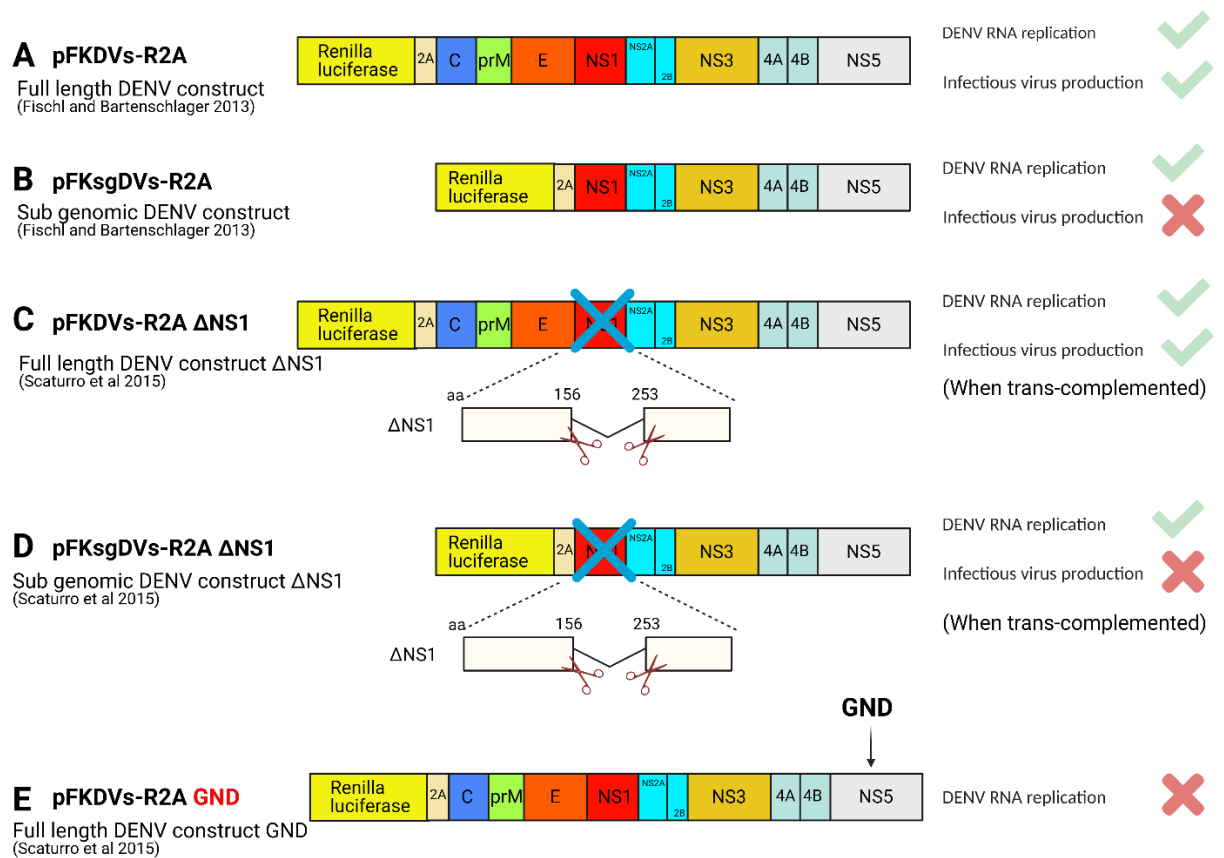 A pFKDVs-R2A
Full length DENV construct
(Fischl and Bartenschlager 2013)
Renilla luciferase 2A C prM E NS1 NS2A 2B NS3 4A 4B NS5
DENV RNA replication
Infectious virus production
B pFKsgDVs-R2A
Sub genomic DENV construct
(Fischl and Bartenschlager 2013)
Renilla luciferase 2A NS1 NS2A 2B NS3 4A 4B NS5
DENV RNA replication
Infectious virus production
C pFKDVs-R2A ΔNS1
Full length DENV construct ΔNS1
(Scaturro et al 2015)
Renilla luciferase 2A C prM E NS1 NS2A 2B NS3 4A 4B NS5
DENV RNA replication
Infectious virus production
(When trans-complemented)
aa 156 253
ΔNS1
D pFKsgDVs-R2A ΔNS1
Sub genomic DENV construct ΔNS1
(Scaturro et al 2015)
Renilla luciferase 2A NS1 NS2A 2B NS3 4A 4B NS5
DENV RNA replication
Infectious virus production
(When trans-complemented)
aa 156 253
ΔNS1
GND
E pFKDVs-R2A GND
Full length DENV construct GND
(Scaturro et al 2015)
Renilla luciferase 2A C prM E NS1 NS2A 2B NS3 4A 4B NS5
DENV RNA replication